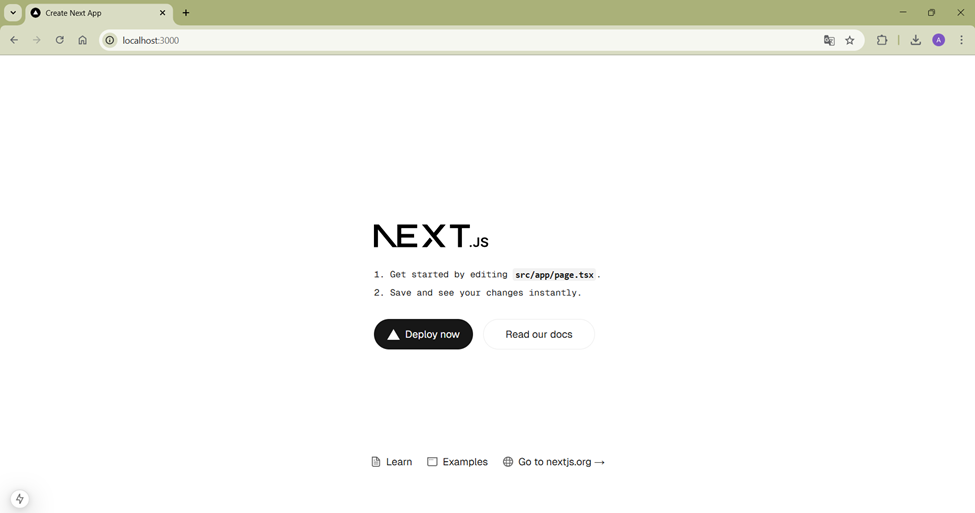 Create Next App
localhost:3000
A
NEXT.JS
1. Get started by editing src/app/page.tsx.
2. Save and see your changes instantly.
Deploy now
Read our docs
Learn
Examples
Go to nextjs.org →